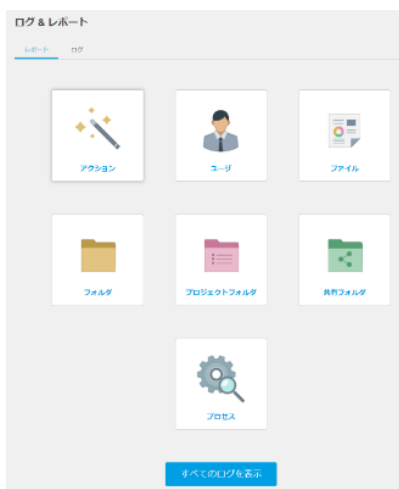 ログ & レポート
レポート ログ
アクション ユーザ ファイル
フォルダ プロジェクトフォルダ 共有フォルダ
プロセス
すべてのログを表示